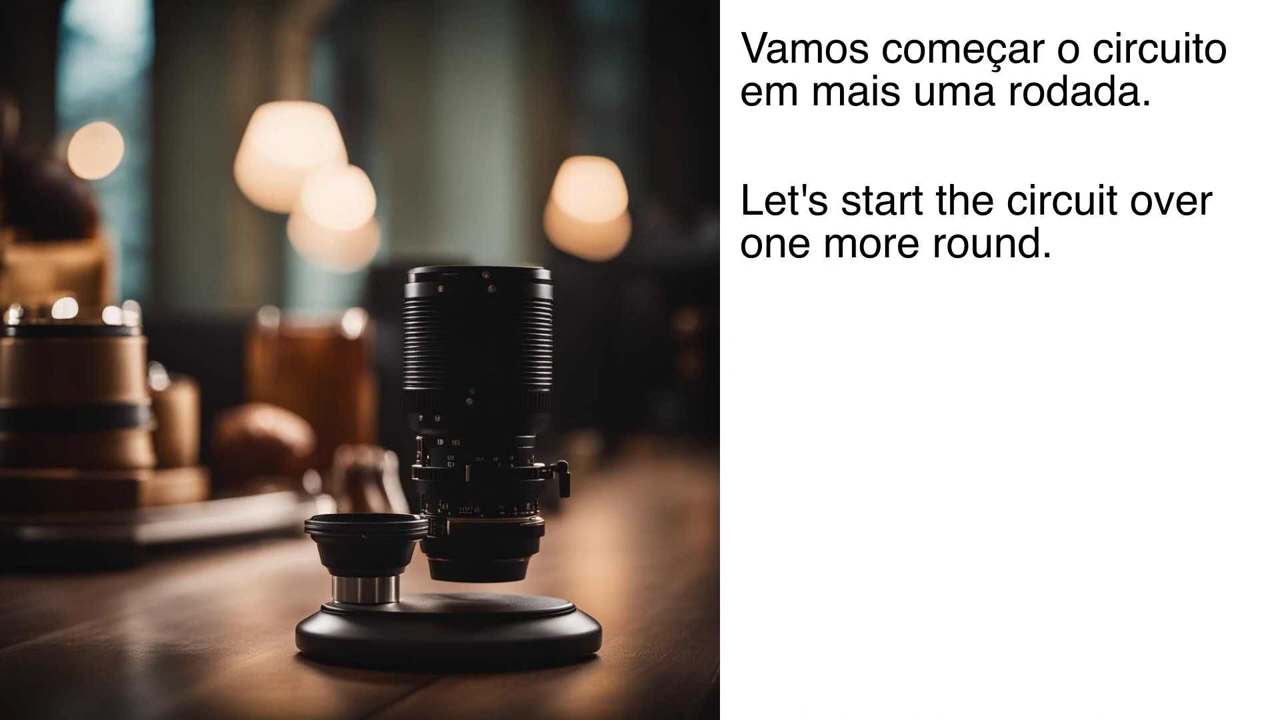 Vamos começar o circuito
em mais uma rodada.
Let's start the circuit over
one more round.